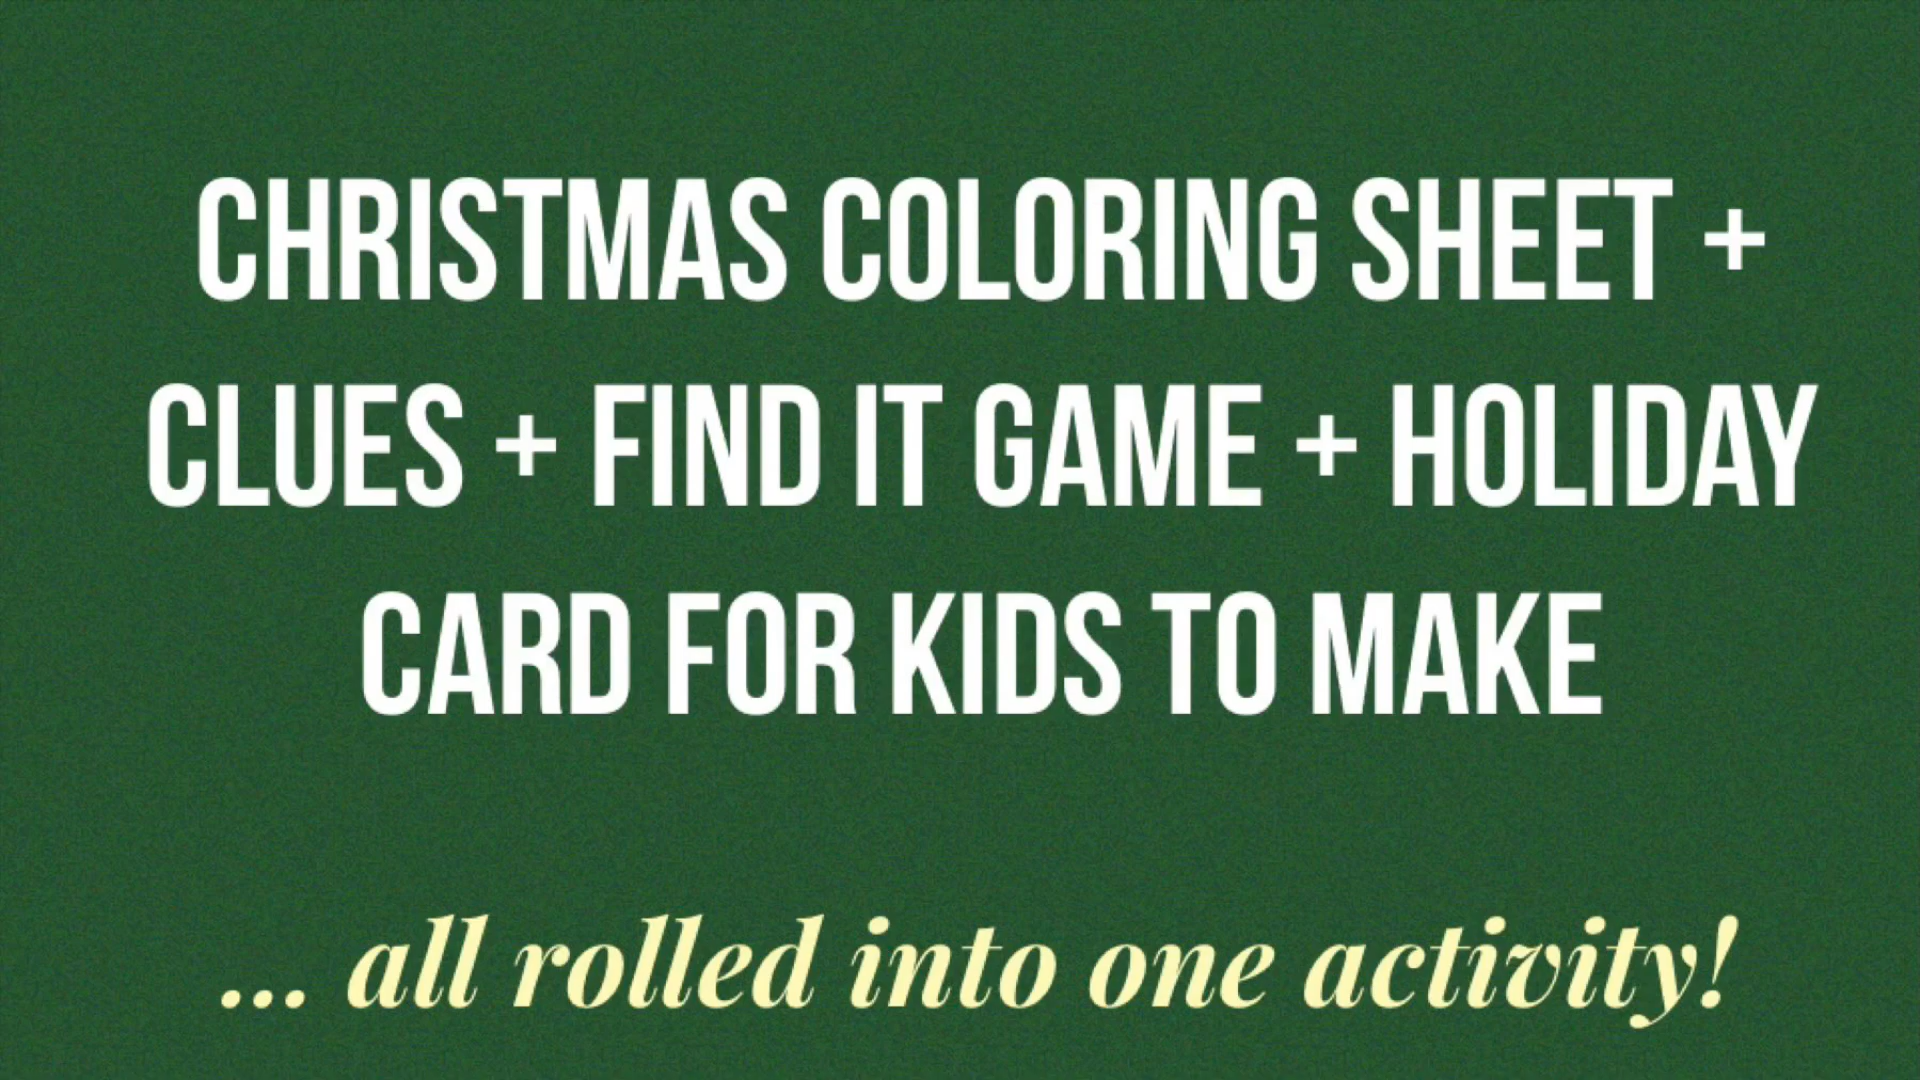 CHRISTMAS COLORING SHEET +
CLUES + FIND IT GAME + HOLIDAY
CARD FOR KIDS TO MAKE
... all rolled into one activity!